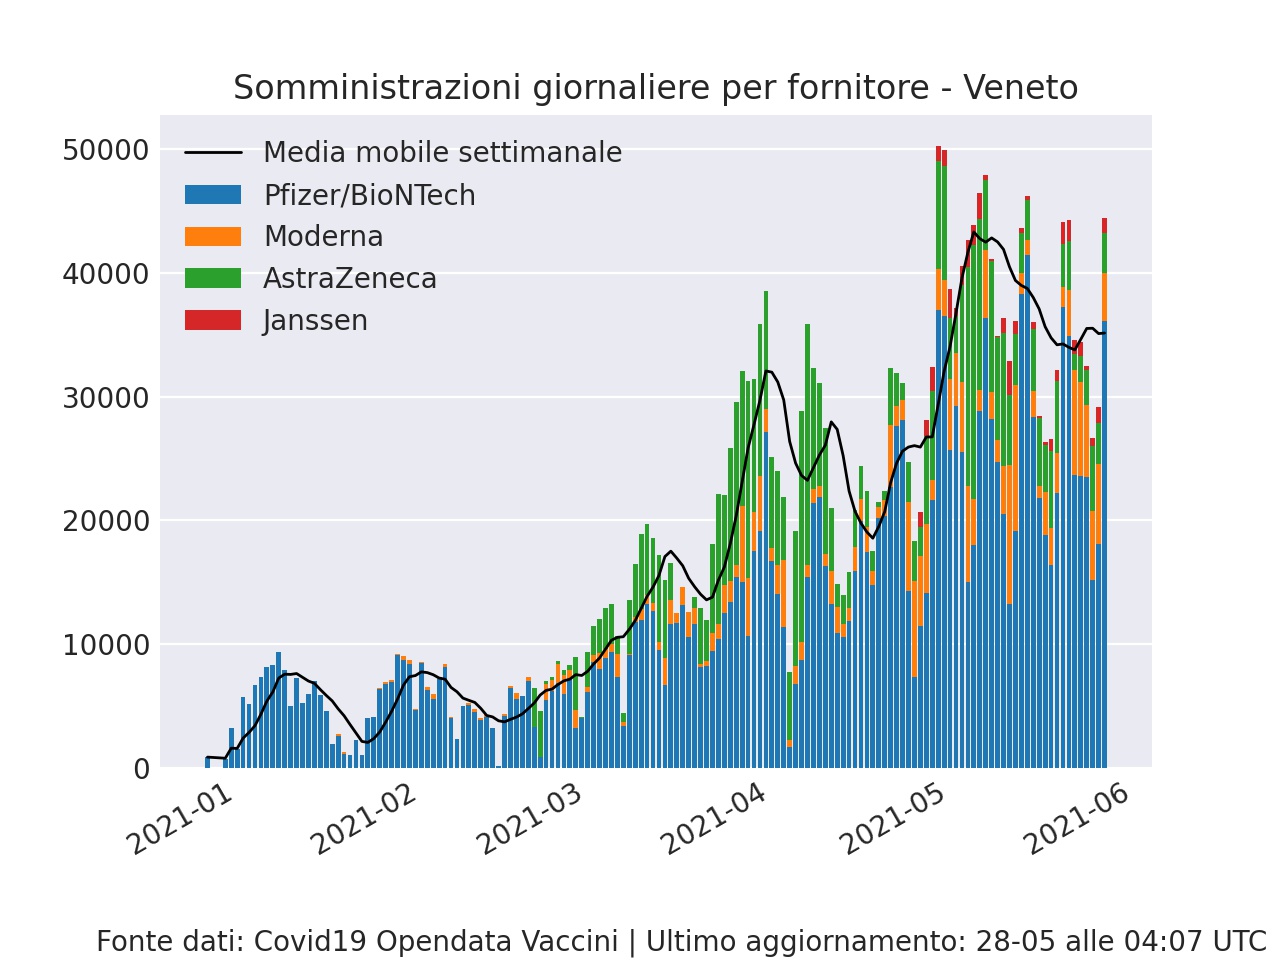 Somministrazioni giornaliere per fornitore - Veneto
50000
40000
30000
20000
10000
0
Media mobile settimanale
Pfizer/BioNTech
Moderna
AstraZeneca
Janssen
2021-01
2021-02
2021-03
2021-04
2021-05
2021-06
Fonte dati: Covid19 Opendata Vaccini | Ultimo aggiornamento: 28-05 alle 04:07 UTC